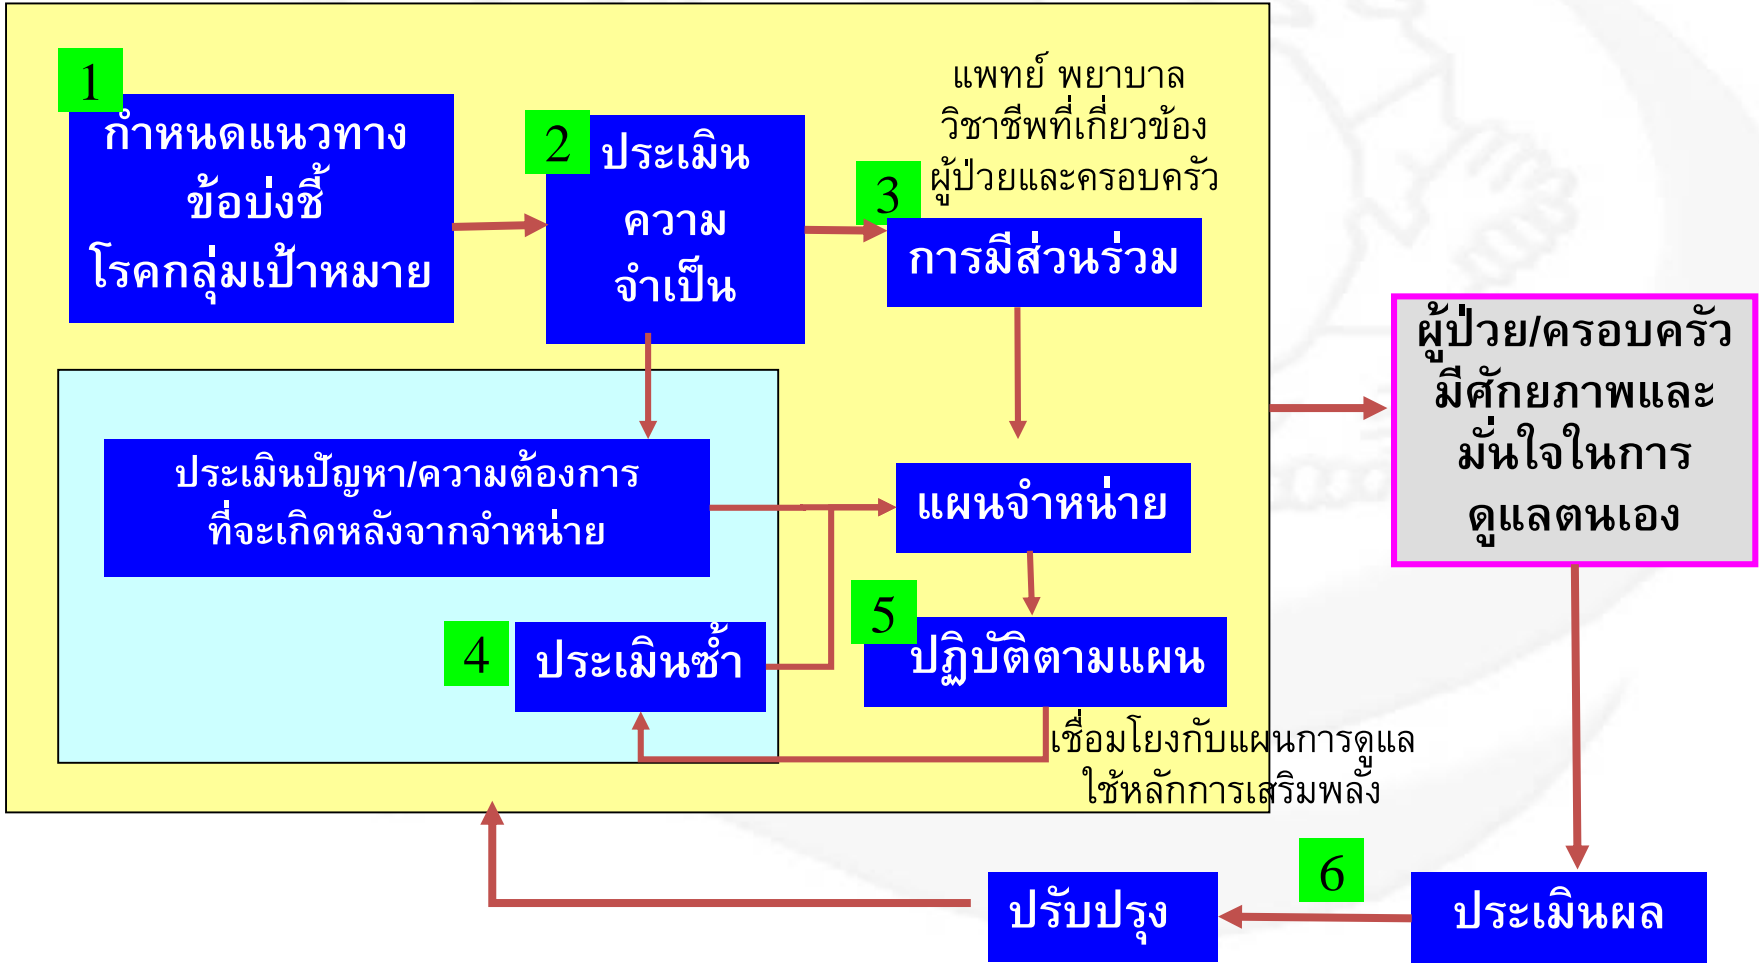 1
กำหนดแนวทาง
ข้อบ่งชี้
โรคกลุ่มเป้าหมาย
2
ประเมิน
ความ
จำเป็น
แพทย์ พยาบาล
วิชาชีพที่เกี่ยวข้อง
ผู้ป่วยและครอบครัว
3
การมีส่วนร่วม
ประเมินปัญหา/ความต้องการ
ที่จะเกิดหลังจากจำหน่าย
แผนจำหน่าย
4
ประเมินซ้ำ
5
ปฏิบัติตามแผน
เชื่อมโยงกับแผนการดูแล
ใช้หลักการเสริมพลัง
ผู้ป่วย/ครอบครัว
มีศักยภาพและ
มั่นใจในการ
ดูแลตนเอง
6
ประเมินผล
ปรับปรุง